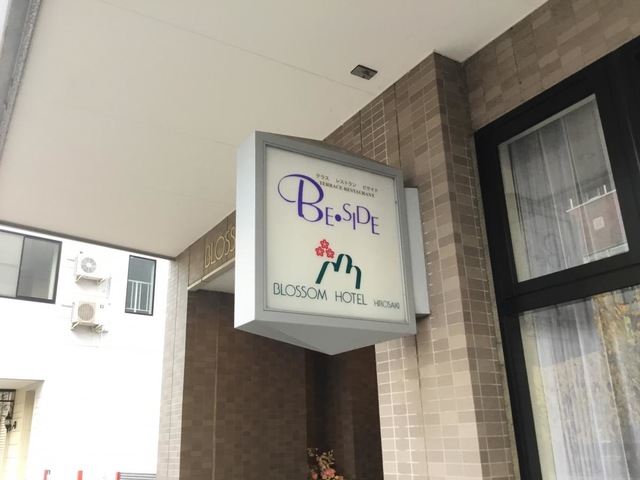 テラス レストラン ビサイド
TERRACE RESTAURANT
BE•SIDE
BLOSSOM HOTEL HIROSAKI
BLOSS